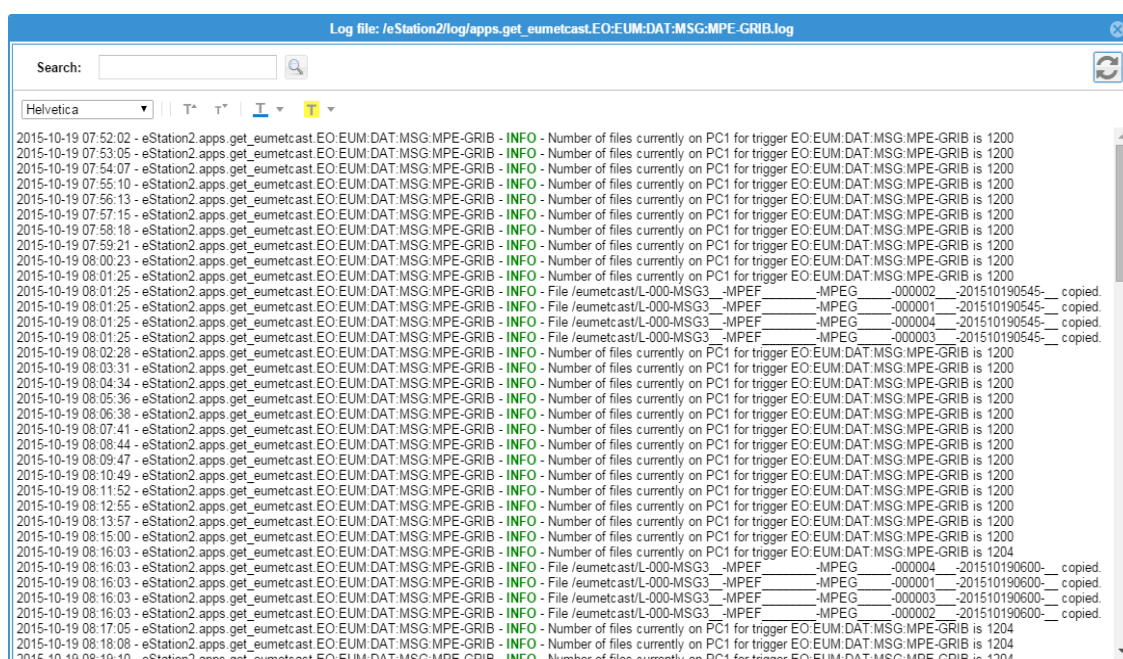 Log file: /eStation2/log/apps.get_eumetcast.EO:EUM:DAT:MSG:MPE-GRIB.log
Search:
Helvetica
2015-10-19 07:52:02 - eStation2.apps.get_eumetcast.EO:EUM:DAT:MSG:MPE-GRIB - INFO - Number of files currently on PC1 for trigger EO:EUM:DAT:MSG:MPE-GRIB is 1200
2015-10-19 07:53:05 - eStation2.apps.get_eumetcast.EO:EUM:DAT:MSG:MPE-GRIB - INFO - Number of files currently on PC1 for trigger EO:EUM:DAT:MSG:MPE-GRIB is 1200
2015-10-19 07:54:07 - eStation2.apps.get_eumetcast.EO:EUM:DAT:MSG:MPE-GRIB - INFO - Number of files currently on PC1 for trigger EO:EUM:DAT:MSG:MPE-GRIB is 1200
2015-10-19 07:55:10 - eStation2.apps.get_eumetcast.EO:EUM:DAT:MSG:MPE-GRIB - INFO - Number of files currently on PC1 for trigger EO:EUM:DAT:MSG:MPE-GRIB is 1200
2015-10-19 07:56:13 - eStation2.apps.get_eumetcast.EO:EUM:DAT:MSG:MPE-GRIB - INFO - Number of files currently on PC1 for trigger EO:EUM:DAT:MSG:MPE-GRIB is 1200
2015-10-19 07:57:15 - eStation2.apps.get_eumetcast.EO:EUM:DAT:MSG:MPE-GRIB - INFO - Number of files currently on PC1 for trigger EO:EUM:DAT:MSG:MPE-GRIB is 1200
2015-10-19 07:58:18 - eStation2.apps.get_eumetcast.EO:EUM:DAT:MSG:MPE-GRIB - INFO - Number of files currently on PC1 for trigger EO:EUM:DAT:MSG:MPE-GRIB is 1200
2015-10-19 07:59:21 - eStation2.apps.get_eumetcast.EO:EUM:DAT:MSG:MPE-GRIB - INFO - Number of files currently on PC1 for trigger EO:EUM:DAT:MSG:MPE-GRIB is 1200
2015-10-19 08:00:23 - eStation2.apps.get_eumetcast.EO:EUM:DAT:MSG:MPE-GRIB - INFO - Number of files currently on PC1 for trigger EO:EUM:DAT:MSG:MPE-GRIB is 1200
2015-10-19 08:01:25 - eStation2.apps.get_eumetcast.EO:EUM:DAT:MSG:MPE-GRIB - INFO - Number of files currently on PC1 for trigger EO:EUM:DAT:MSG:MPE-GRIB is 1200
2015-10-19 08:01:25 - eStation2.apps.get_eumetcast.EO:EUM:DAT:MSG:MPE-GRIB - INFO - File /eumetcast/L-000-MSG3__-MPEF________-MPEG_____-000002___-201510190545-__ copied.
2015-10-19 08:01:25 - eStation2.apps.get_eumetcast.EO:EUM:DAT:MSG:MPE-GRIB - INFO - File /eumetcast/L-000-MSG3__-MPEF________-MPEG_____-000001___-201510190545-__ copied.
2015-10-19 08:01:25 - eStation2.apps.get_eumetcast.EO:EUM:DAT:MSG:MPE-GRIB - INFO - File /eumetcast/L-000-MSG3__-MPEF________-MPEG_____-000004___-201510190545-__ copied.
2015-10-19 08:01:25 - eStation2.apps.get_eumetcast.EO:EUM:DAT:MSG:MPE-GRIB - INFO - File /eumetcast/L-000-MSG3__-MPEF________-MPEG_____-000003___-201510190545-__ copied.
2015-10-19 08:02:28 - eStation2.apps.get_eumetcast.EO:EUM:DAT:MSG:MPE-GRIB - INFO - Number of files currently on PC1 for trigger EO:EUM:DAT:MSG:MPE-GRIB is 1200
2015-10-19 08:03:31 - eStation2.apps.get_eumetcast.EO:EUM:DAT:MSG:MPE-GRIB - INFO - Number of files currently on PC1 for trigger EO:EUM:DAT:MSG:MPE-GRIB is 1200
2015-10-19 08:04:34 - eStation2.apps.get_eumetcast.EO:EUM:DAT:MSG:MPE-GRIB - INFO - Number of files currently on PC1 for trigger EO:EUM:DAT:MSG:MPE-GRIB is 1200
2015-10-19 08:05:36 - eStation2.apps.get_eumetcast.EO:EUM:DAT:MSG:MPE-GRIB - INFO - Number of files currently on PC1 for trigger EO:EUM:DAT:MSG:MPE-GRIB is 1200
2015-10-19 08:06:38 - eStation2.apps.get_eumetcast.EO:EUM:DAT:MSG:MPE-GRIB - INFO - Number of files currently on PC1 for trigger EO:EUM:DAT:MSG:MPE-GRIB is 1200
2015-10-19 08:07:41 - eStation2.apps.get_eumetcast.EO:EUM:DAT:MSG:MPE-GRIB - INFO - Number of files currently on PC1 for trigger EO:EUM:DAT:MSG:MPE-GRIB is 1200
2015-10-19 08:08:44 - eStation2.apps.get_eumetcast.EO:EUM:DAT:MSG:MPE-GRIB - INFO - Number of files currently on PC1 for trigger EO:EUM:DAT:MSG:MPE-GRIB is 1200
2015-10-19 08:09:47 - eStation2.apps.get_eumetcast.EO:EUM:DAT:MSG:MPE-GRIB - INFO - Number of files currently on PC1 for trigger EO:EUM:DAT:MSG:MPE-GRIB is 1200
2015-10-19 08:10:49 - eStation2.apps.get_eumetcast.EO:EUM:DAT:MSG:MPE-GRIB - INFO - Number of files currently on PC1 for trigger EO:EUM:DAT:MSG:MPE-GRIB is 1200
2015-10-19 08:11:52 - eStation2.apps.get_eumetcast.EO:EUM:DAT:MSG:MPE-GRIB - INFO - Number of files currently on PC1 for trigger EO:EUM:DAT:MSG:MPE-GRIB is 1200
2015-10-19 08:12:55 - eStation2.apps.get_eumetcast.EO:EUM:DAT:MSG:MPE-GRIB - INFO - Number of files currently on PC1 for trigger EO:EUM:DAT:MSG:MPE-GRIB is 1200
2015-10-19 08:13:57 - eStation2.apps.get_eumetcast.EO:EUM:DAT:MSG:MPE-GRIB - INFO - Number of files currently on PC1 for trigger EO:EUM:DAT:MSG:MPE-GRIB is 1200
2015-10-19 08:15:00 - eStation2.apps.get_eumetcast.EO:EUM:DAT:MSG:MPE-GRIB - INFO - Number of files currently on PC1 for trigger EO:EUM:DAT:MSG:MPE-GRIB is 1200
2015-10-19 08:16:03 - eStation2.apps.get_eumetcast.EO:EUM:DAT:MSG:MPE-GRIB - INFO - Number of files currently on PC1 for trigger EO:EUM:DAT:MSG:MPE-GRIB is 1204
2015-10-19 08:16:03 - eStation2.apps.get_eumetcast.EO:EUM:DAT:MSG:MPE-GRIB - INFO - File /eumetcast/L-000-MSG3__-MPEF________-MPEG_____-000004___-201510190600-__ copied.
2015-10-19 08:16:03 - eStation2.apps.get_eumetcast.EO:EUM:DAT:MSG:MPE-GRIB - INFO - File /eumetcast/L-000-MSG3__-MPEF________-MPEG_____-000001___-201510190600-__ copied.
2015-10-19 08:16:03 - eStation2.apps.get_eumetcast.EO:EUM:DAT:MSG:MPE-GRIB - INFO - File /eumetcast/L-000-MSG3__-MPEF________-MPEG_____-000003___-201510190600-__ copied.
2015-10-19 08:16:03 - eStation2.apps.get_eumetcast.EO:EUM:DAT:MSG:MPE-GRIB - INFO - File /eumetcast/L-000-MSG3__-MPEF________-MPEG_____-000002___-201510190600-__ copied.
2015-10-19 08:17:05 - eStation2.apps.get_eumetcast.EO:EUM:DAT:MSG:MPE-GRIB - INFO - Number of files currently on PC1 for trigger EO:EUM:DAT:MSG:MPE-GRIB is 1204
2015-10-19 08:18:08 - eStation2.apps.get_eumetcast.EO:EUM:DAT:MSG:MPE-GRIB - INFO - Number of files currently on PC1 for trigger EO:EUM:DAT:MSG:MPE-GRIB is 1204
2015-10-19 08:19:10 - eStation2.apps.get_eumetcast.EO:EUM:DAT:MSG:MPE-GRIB - INFO - Number of files currently on PC1 for trigger EO:EUM:DAT:MSG:MPE-GRIB is 1204